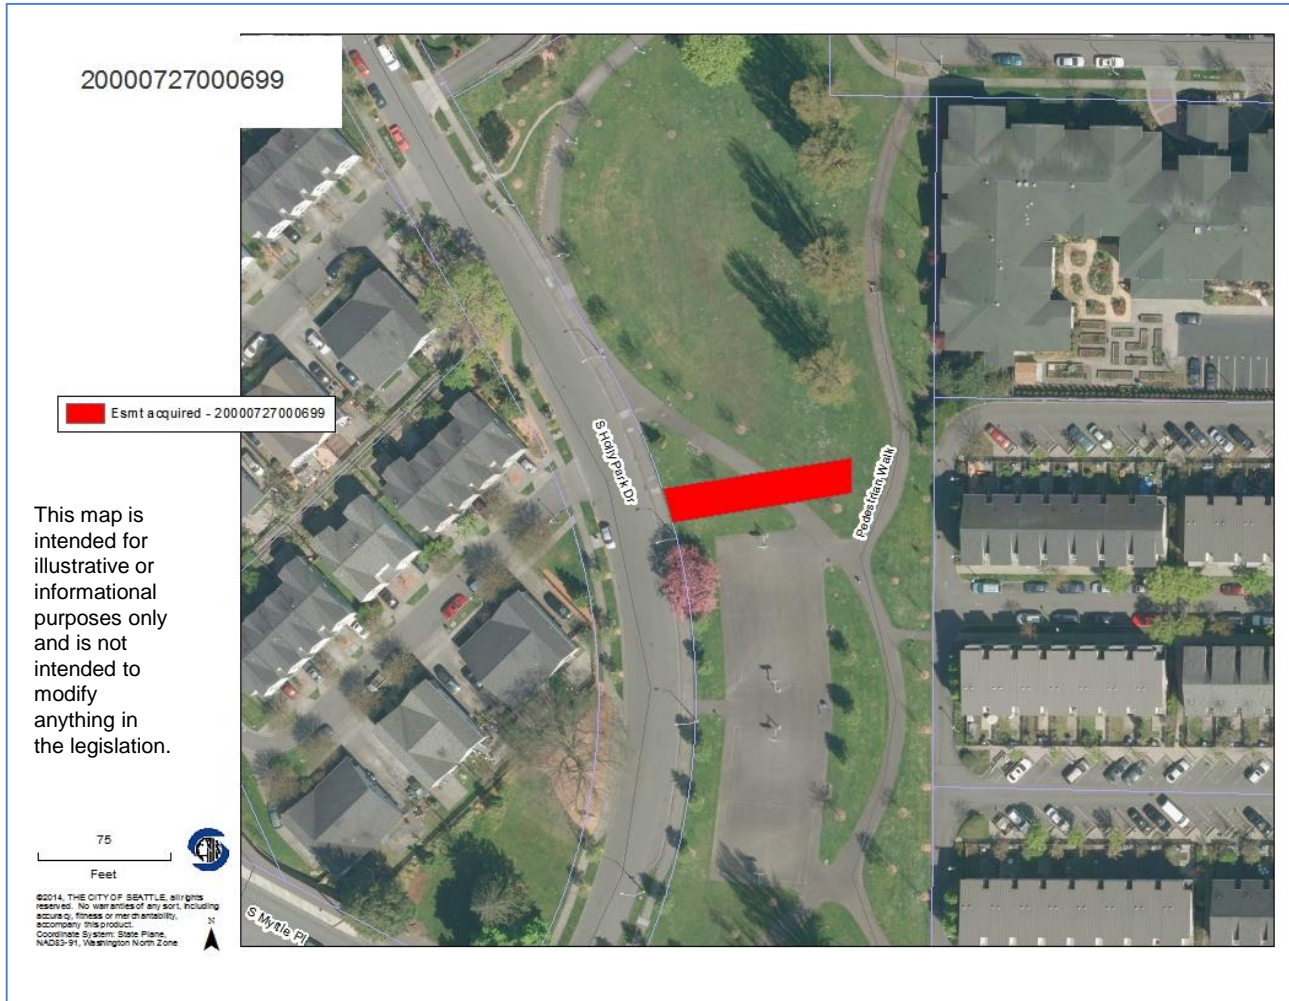 20000727000699
Esmt acquired - 20000727000699
S Holly Park Dr
Pedestrian Walk
This map is
intended for
illustrative or
informational
purposes only
and is not
intended to
modify
anything in
the legislation.
75
Feet
©2014, THE CITY OF SEATTLE, all rights
reserved. No warranties of any sort, including
accuracy, fitness or merchantability,
accompany this product.
Coordinate System: State Plane,
NAD83-91, Washington North Zone
N
S Myrtle Pl